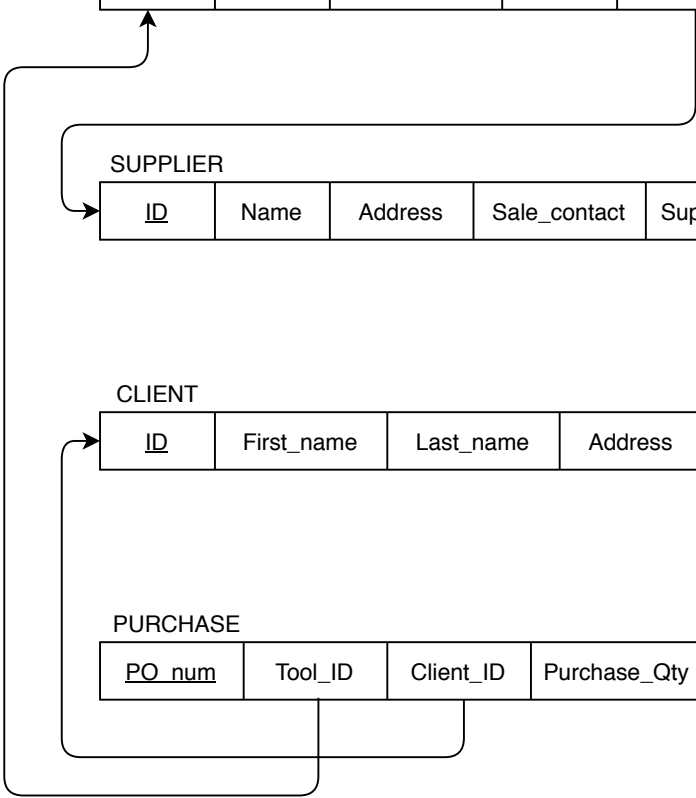 SUPPLIER
ID Name Address Sale_contact Sup
CLIENT
ID First_name Last_name Address
PURCHASE
PO_num Tool_ID Client_ID Purchase_Qty